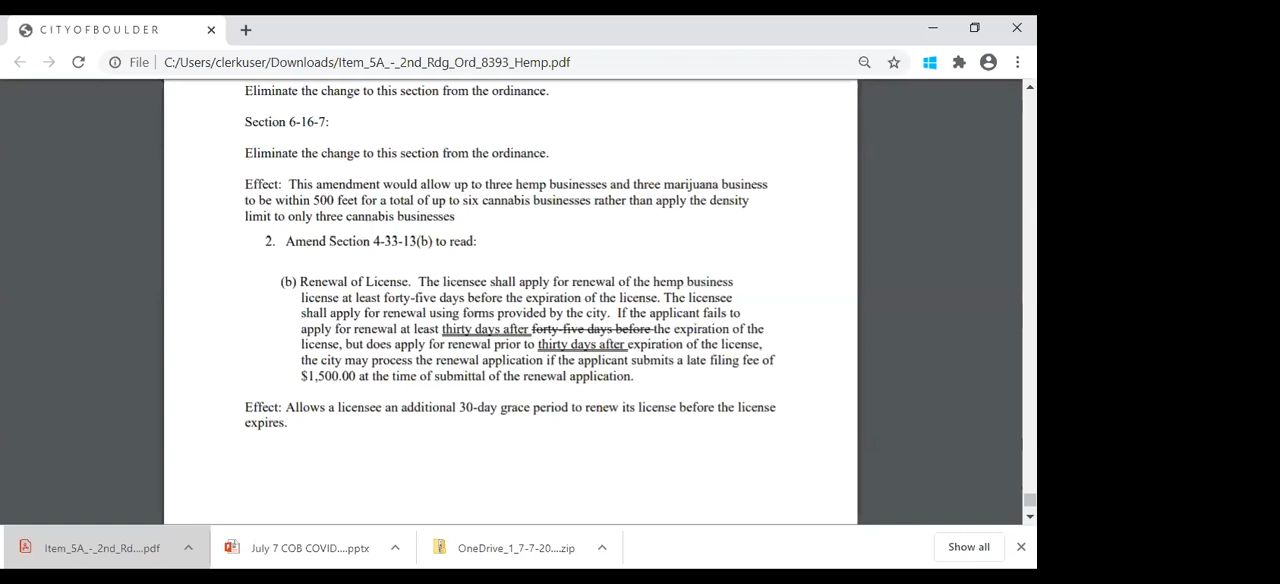 CITYOFBOULDER
File C:/Users/clerkuser/Downloads/Item_5A_-_2nd_Rdg_Ord_8393_Hemp.pdf
Eliminate the change to this section from the ordinance.
Section 6-16-7:
Eliminate the change to this section from the ordinance.
Effect: This amendment would allow up to three hemp businesses and three marijuana business
to be within 500 feet for a total of up to six cannabis businesses rather than apply the density
limit to only three cannabis businesses
2. Amend Section 4-33-13(b) to read:
(b) Renewal of License. The licensee shall apply for renewal of the hemp business
license at least forty-five days before the expiration of the license. The licensee
shall apply for renewal using forms provided by the city. If the applicant fails to
apply for renewal at least thirty days after forty-five days before the expiration of the
license, but does apply for renewal prior to thirty days after expiration of the license,
the city may process the renewal application if the applicant submits a late filing fee of
$1,500.00 at the time of submittal of the renewal application.
Effect: Allows a licensee an additional 30-day grace period to renew its license before the license
expires.
Item_5A_-_2nd_Rd....pdf
July 7 COB COVID....pptx
OneDrive_1_7-7-20...zip
Show all